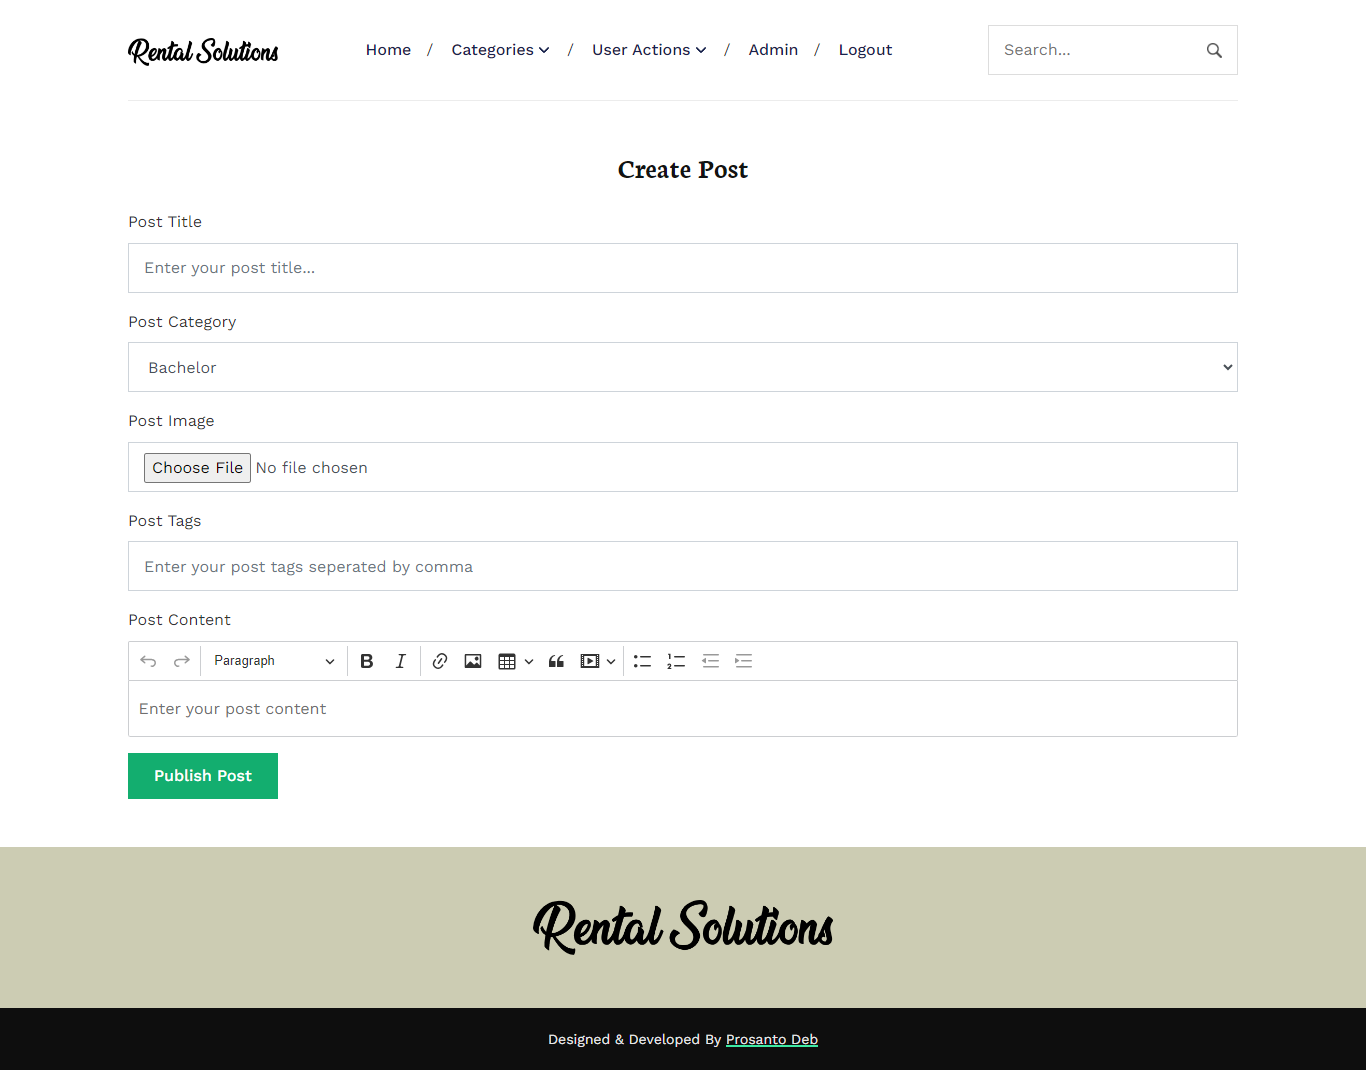 Rental Solutions
Home / Categories / User Actions / Admin / Logout
Search...
Create Post
Post Title
Enter your post title...
Post Category
Bachelor
Post Image
Choose File No file chosen
Post Tags
Enter your post tags seperated by comma
Post Content
Paragraph
Enter your post content
Publish Post
Rental Solutions
Designed & Developed By Prosanto Deb